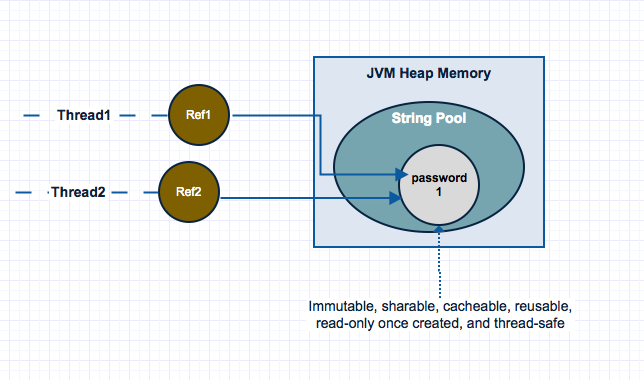 JVM Heap Memory
String Pool
Thread1
Ref1
password
1
Thread2
Ref2
Immutable, sharable, cacheable, reusable,
read-only once created, and thread-safe